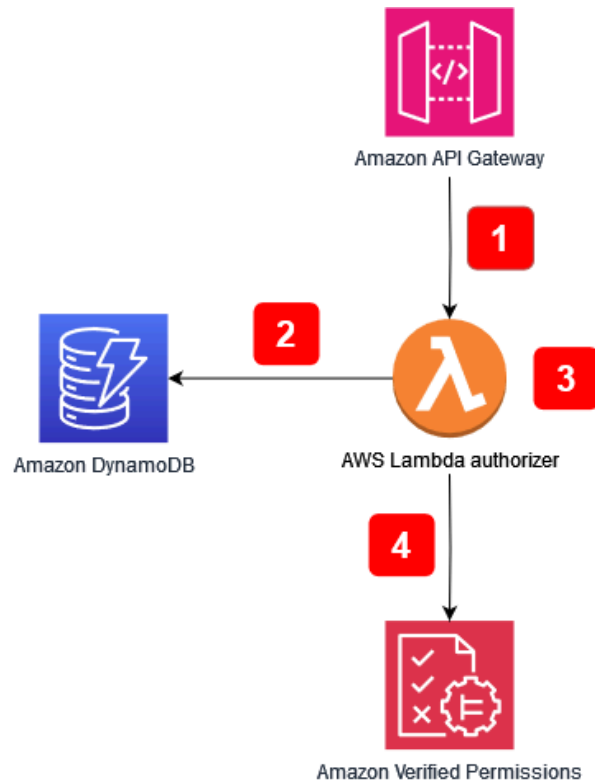 </>
Amazon API Gateway
1
2
3
Amazon DynamoDB
AWS Lambda authorizer
4
Amazon Verified Permissions